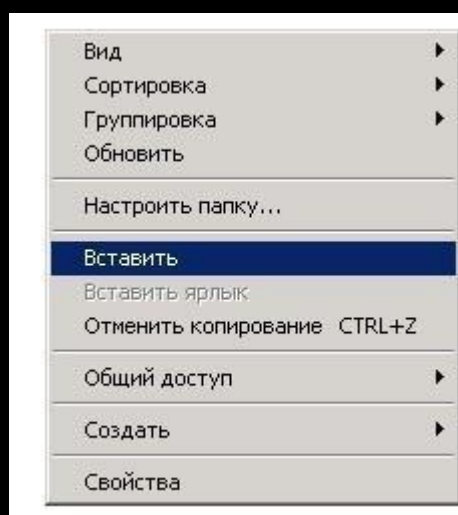 Вид
Сортировка
Группировка
Обновить
Настроить папку...
Вставить
Вставить ярлык
Отменить копирование CTRL+Z
Общий доступ
Создать
Свойства